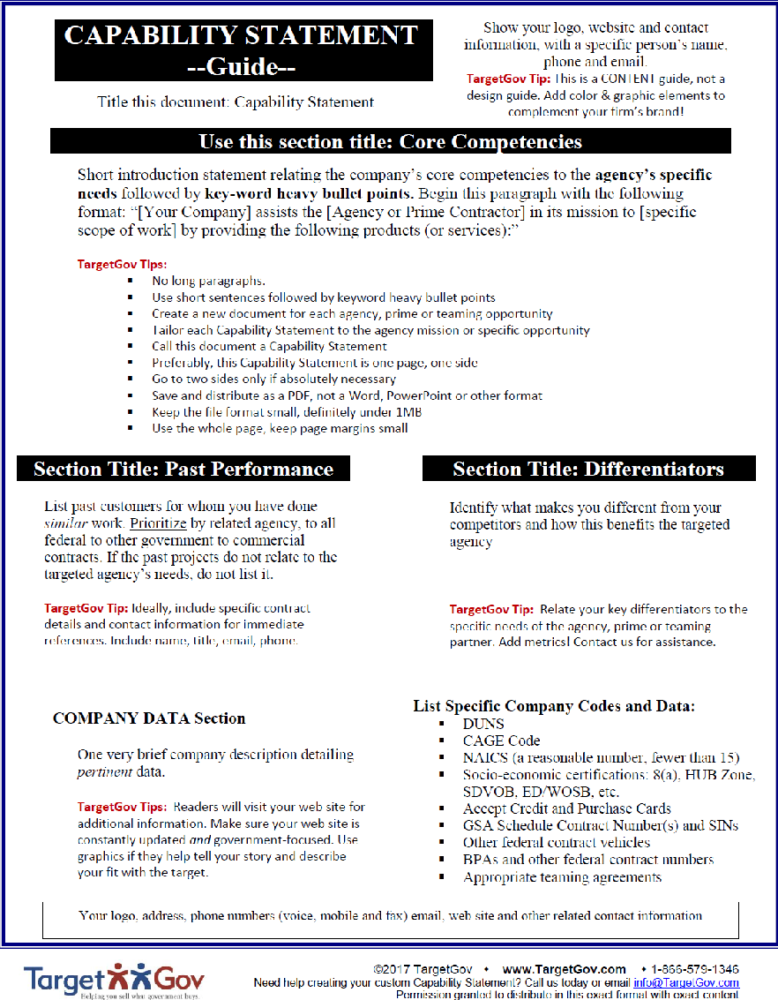 CAPABILITY STATEMENT
--Guide--
Title this document: Capability Statement
Show your logo, website and contact
information, with a specific person's name,
phone and email.
TargetGov Tip: This is a CONTENT guide, not a
design guide. Add color & graphic elements to
complement your firm's brand!
Use this section title: Core Competencies
Short introduction statement relating the company's core competencies to the agency's specific
needs followed by key-word heavy bullet points. Begin this paragraph with the following
format: "[Your Company] assists the [Agency or Prime Contractor] in its mission to [specific
scope of work] by providing the following products (or services):"
TargetGov Tips:
▪ No long paragraphs.
▪ Use short sentences followed by keyword heavy bullet points
▪ Create a new document for each agency, prime or teaming opportunity
▪ Tailor each Capability Statement to the agency mission or specific opportunity
▪ Call this document a Capability Statement
▪ Preferably, this Capability Statement is one page, one side
▪ Go to two sides only if absolutely necessary
▪ Save and distribute as a PDF, not a Word, PowerPoint or other format
▪ Keep the file format small, definitely under 1MB
▪ Use the whole page, keep page margins small
Section Title: Past Performance
List past customers for whom you have done
similar work. Prioritize by related agency, to all
federal to other government to commercial
contracts. If the past projects do not relate to the
targeted agency's needs, do not list it.
TargetGov Tip: Ideally, include specific contract
details and contact information for immediate
references. Include name, title, email, phone.
Section Title: Differentiators
Identify what makes you different from your
competitors and how this benefits the targeted
agency
TargetGov Tip: Relate your key differentiators to the
specific needs of the agency, prime or teaming
partner. Add metrics! Contact us for assistance.
COMPANY DATA Section
One very brief company description detailing
pertinent data.
TargetGov Tips: Readers will visit your web site for
additional information. Make sure your web site is
constantly updated and government-focused. Use
graphics if they help tell your story and describe
your fit with the target.
List Specific Company Codes and Data:
▪ DUNS
▪ CAGE Code
▪ NAICS (a reasonable number, fewer than 15)
▪ Socio-economic certifications: 8(a), HUB Zone,
SDVOB, ED/WOSB, etc.
▪ Accept Credit and Purchase Cards
▪ GSA Schedule Contract Number(s) and SINs
▪ Other federal contract vehicles
▪ BPAs and other federal contract numbers
▪ Appropriate teaming agreements
Your logo, address, phone numbers (voice, mobile and fax) email, web site and other related contact information
TargetGov
Helping you sell what government buys.
©2017 TargetGov ♦ www.TargetGov.com ♦ 1-866-579-1346
Need help creating your custom Capability Statement? Call us today or email info@TargetGov.com
Permission granted to distribute in this exact format with exact content